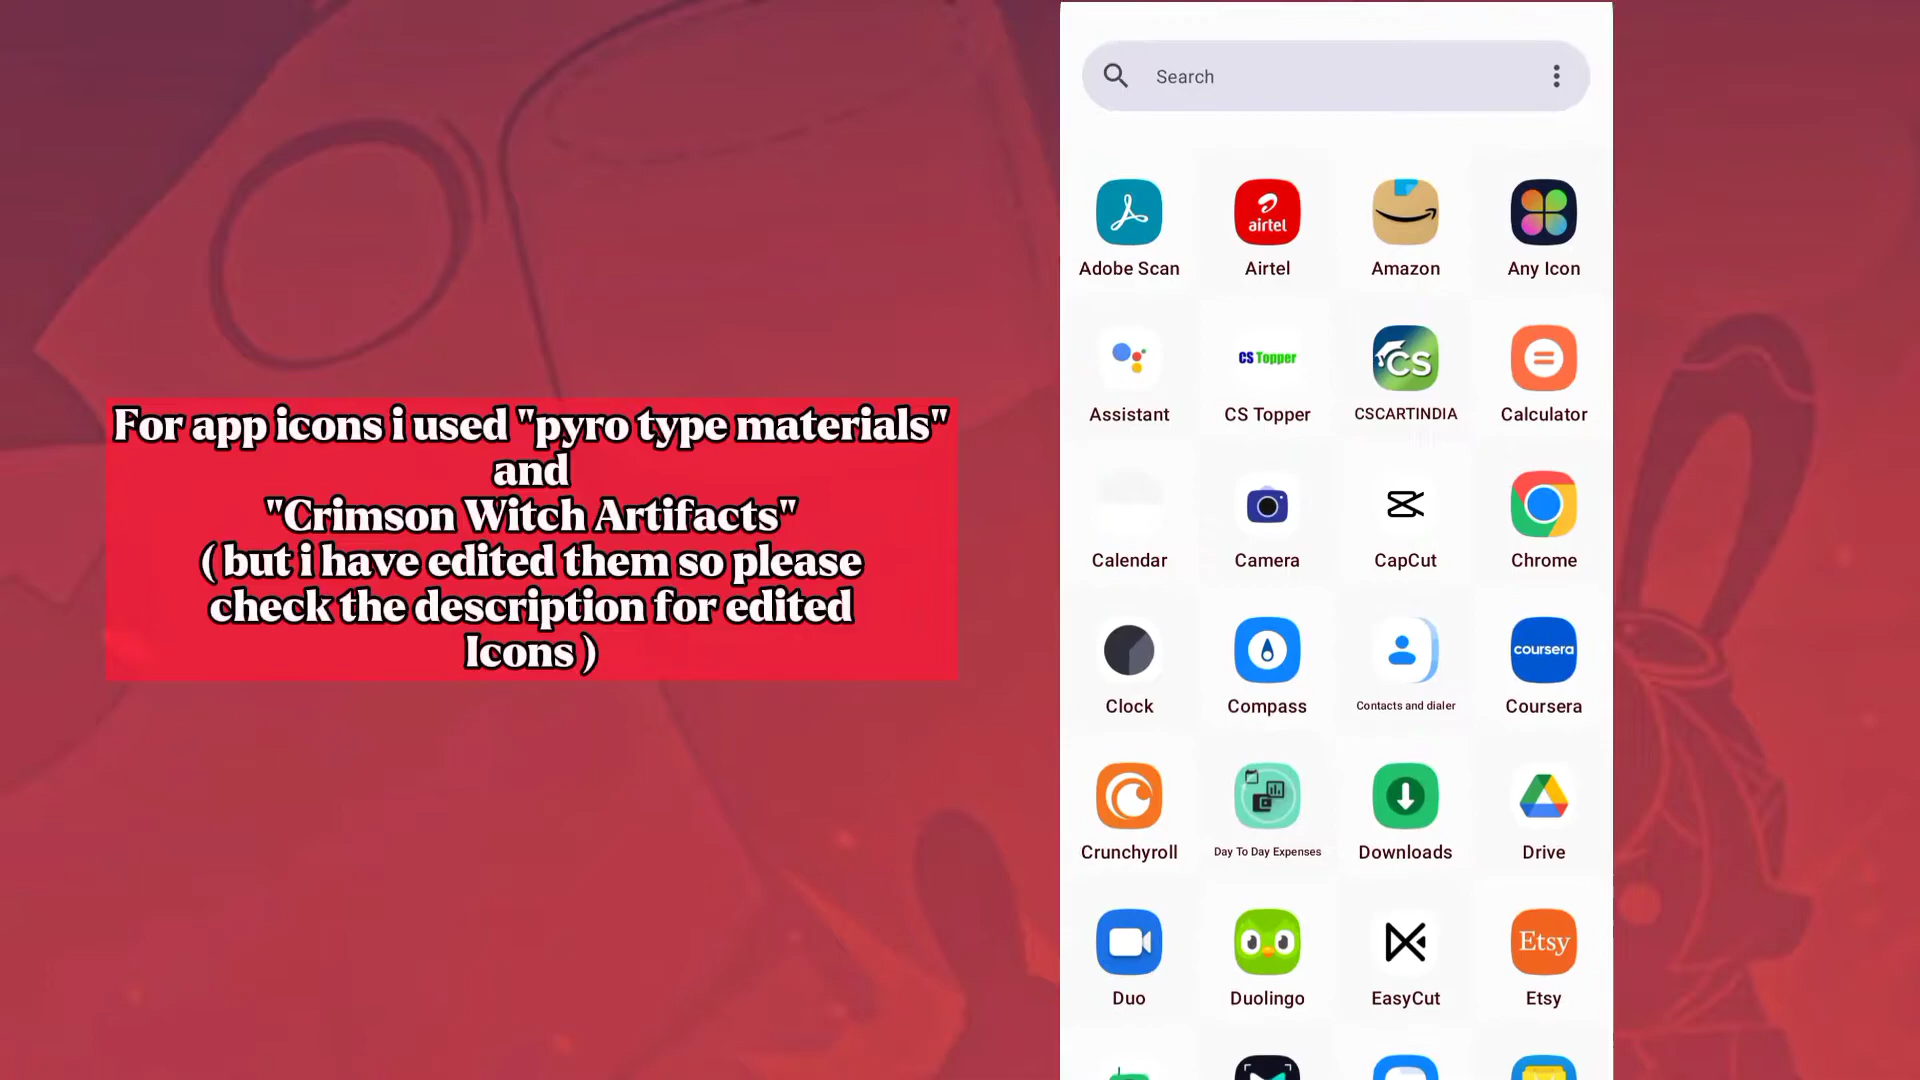 For app icons i used "pyro type materials"
and
"Crimson Witch Artifacts"
( but i have edited them so please
check the description for edited
Icons )
Search
airtel
Adobe Scan
Airtel
Amazon
Any Icon
CS Topper
CS
Assistant
CS Topper
CSCARTINDIA
Calculator
Calendar
Camera
CapCut
Chrome
coursera
Clock
Compass
Contacts and dialer
Coursera
Crunchyroll
Day To Day Expenses
Downloads
Drive
Etsy
Duo
Duolingo
EasyCut
Etsy